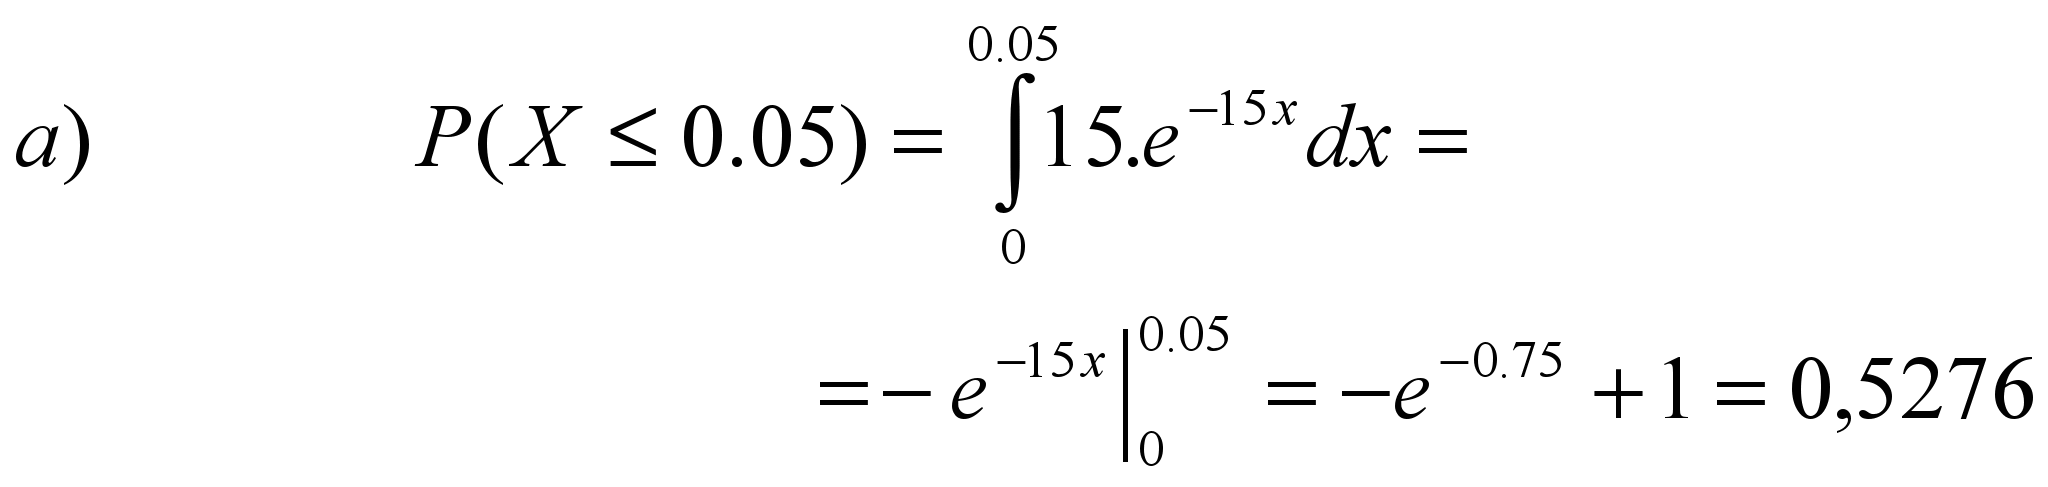 a) P(X ≤ 0.05) = ∫₀^0.05 15.e^−15x dx =
= − e^−15x |₀^0.05 = −e^−0.75 + 1 = 0,5276